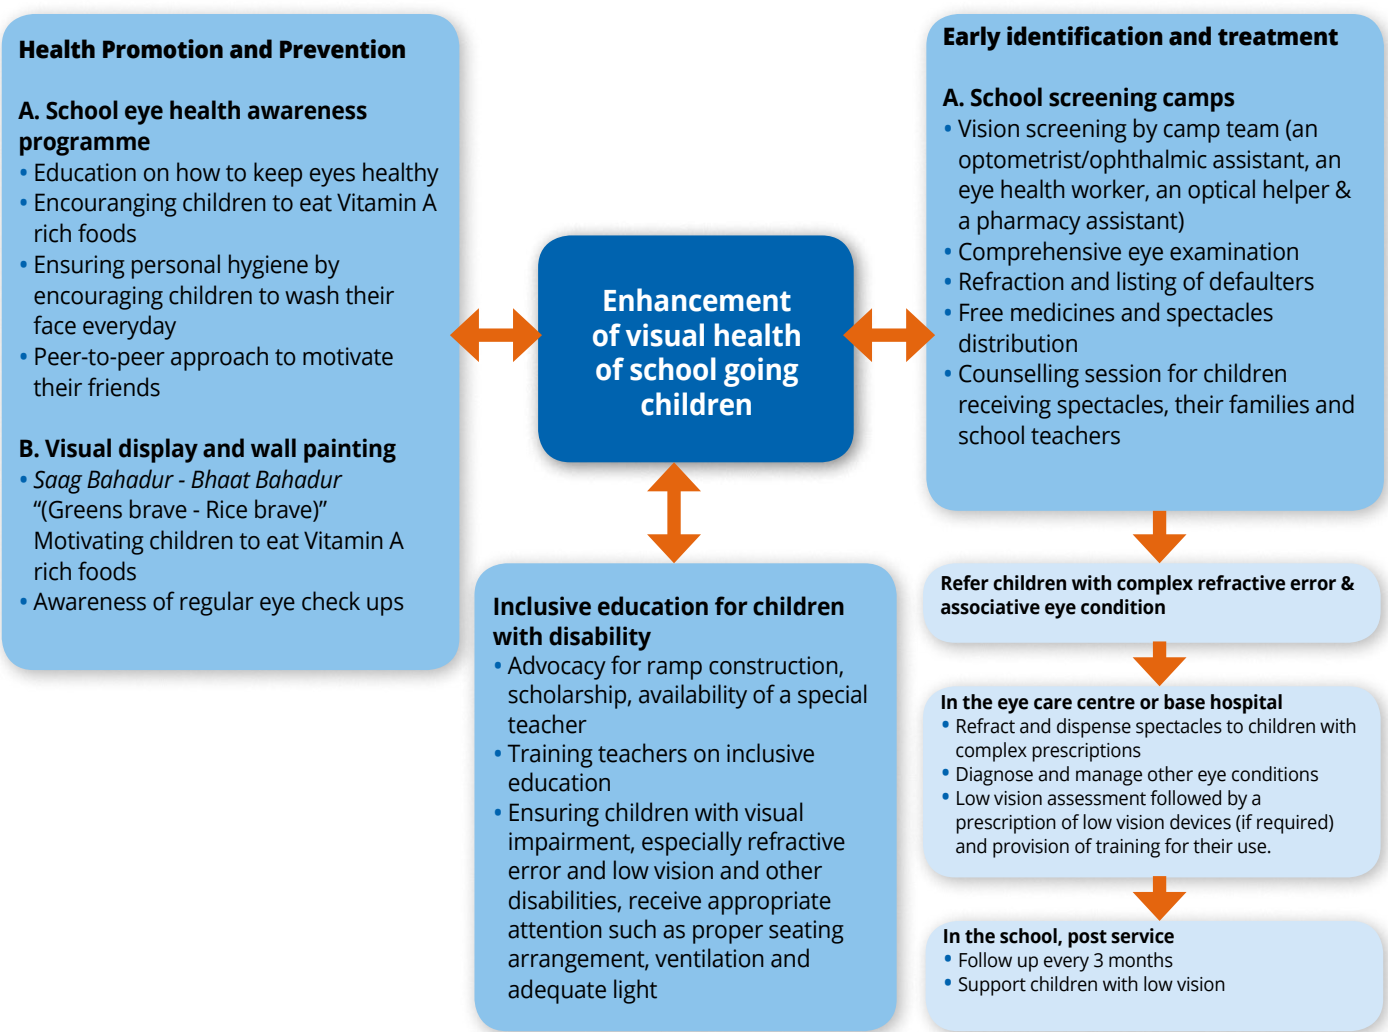 Health Promotion and Prevention
A. School eye health awareness
programme
• Education on how to keep eyes healthy
• Encouranging children to eat Vitamin A
rich foods
• Ensuring personal hygiene by
encouraging children to wash their
face everyday
• Peer-to-peer approach to motivate
their friends
B. Visual display and wall painting
• Saag Bahadur - Bhaat Bahadur
“(Greens brave - Rice brave)”
Motivating children to eat Vitamin A
rich foods
• Awareness of regular eye check ups
Enhancement
of visual health
of school going
children
Inclusive education for children
with disability
• Advocacy for ramp construction,
scholarship, availability of a special
teacher
• Training teachers on inclusive
education
• Ensuring children with visual
impairment, especially refractive
error and low vision and other
disabilities, receive appropriate
attention such as proper seating
arrangement, ventilation and
adequate light
Early identification and treatment
A. School screening camps
• Vision screening by camp team (an
optometrist/ophthalmic assistant, an
eye health worker, an optical helper &
a pharmacy assistant)
• Comprehensive eye examination
• Refraction and listing of defaulters
• Free medicines and spectacles
distribution
• Counselling session for children
receiving spectacles, their families and
school teachers
Refer children with complex refractive error &
associative eye condition
In the eye care centre or base hospital
• Refract and dispense spectacles to children with
complex prescriptions
• Diagnose and manage other eye conditions
• Low vision assessment followed by a
prescription of low vision devices (if required)
and provision of training for their use.
In the school, post service
• Follow up every 3 months
• Support children with low vision